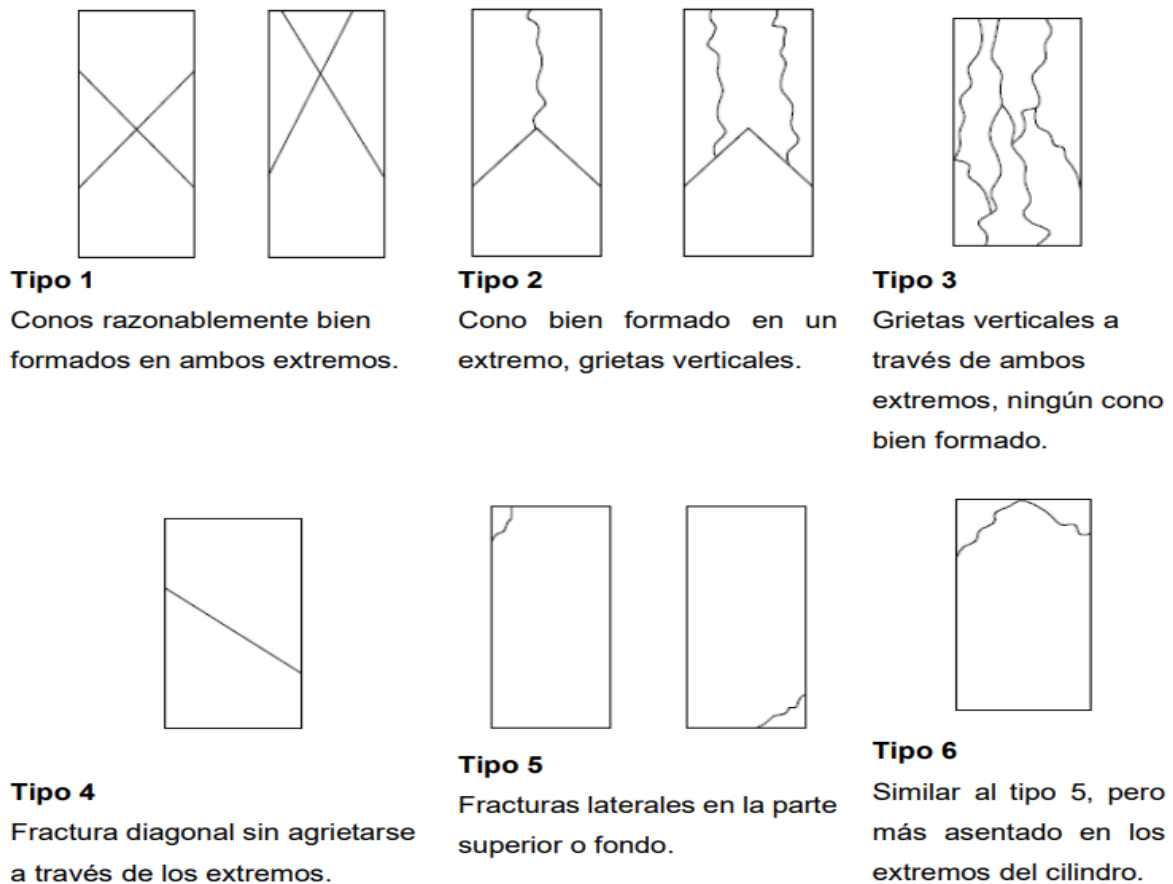 Tipo 1
Conos razonablemente bien
formados en ambos extremos.
Tipo 2
Cono bien formado en un
extremo, grietas verticales.
Tipo 3
Grietas verticales a
través de ambos
extremos, ningún cono
bien formado.
Tipo 4
Fractura diagonal sin agrietarse
a través de los extremos.
Tipo 5
Fracturas laterales en la parte
superior o fondo.
Tipo 6
Similar al tipo 5, pero
más asentado en los
extremos del cilindro.